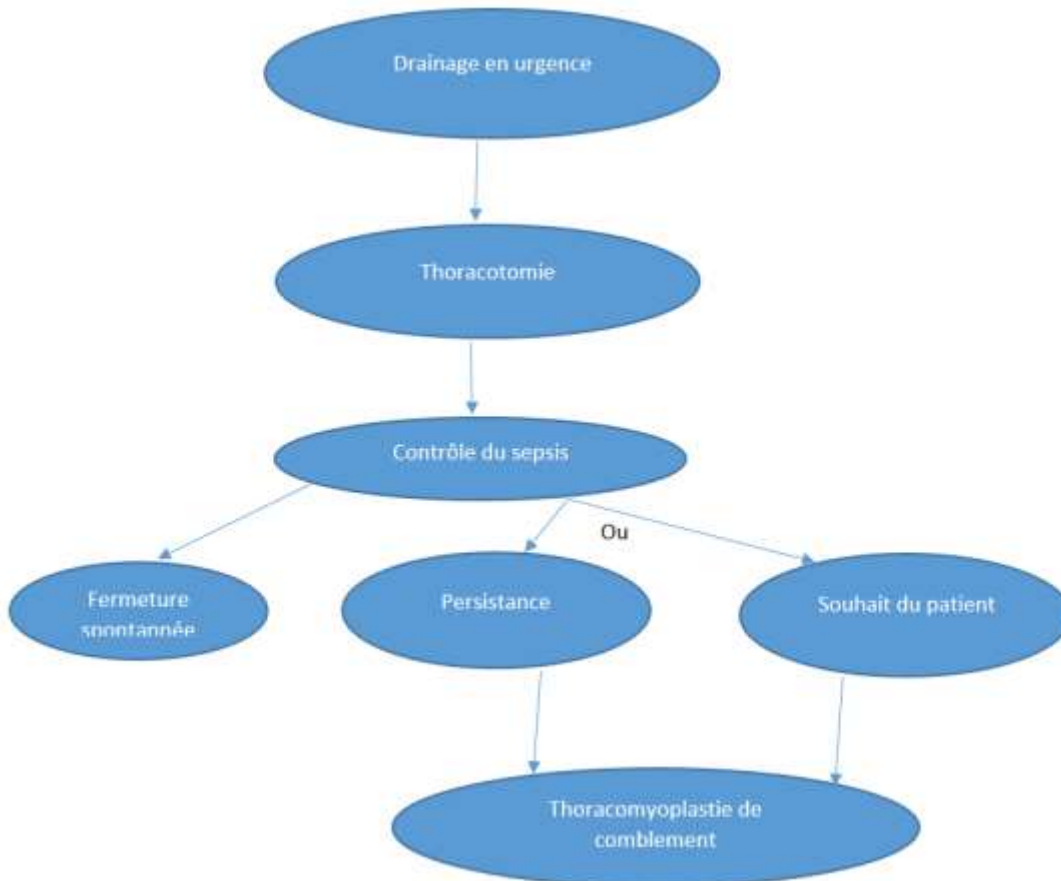 Drainage en urgence
Thoracotomie
Contrôle du sepsis
Ou
Fermeture
spontannée
Persistance
Souhait du patient
Thoracomyoplastie de
comblement